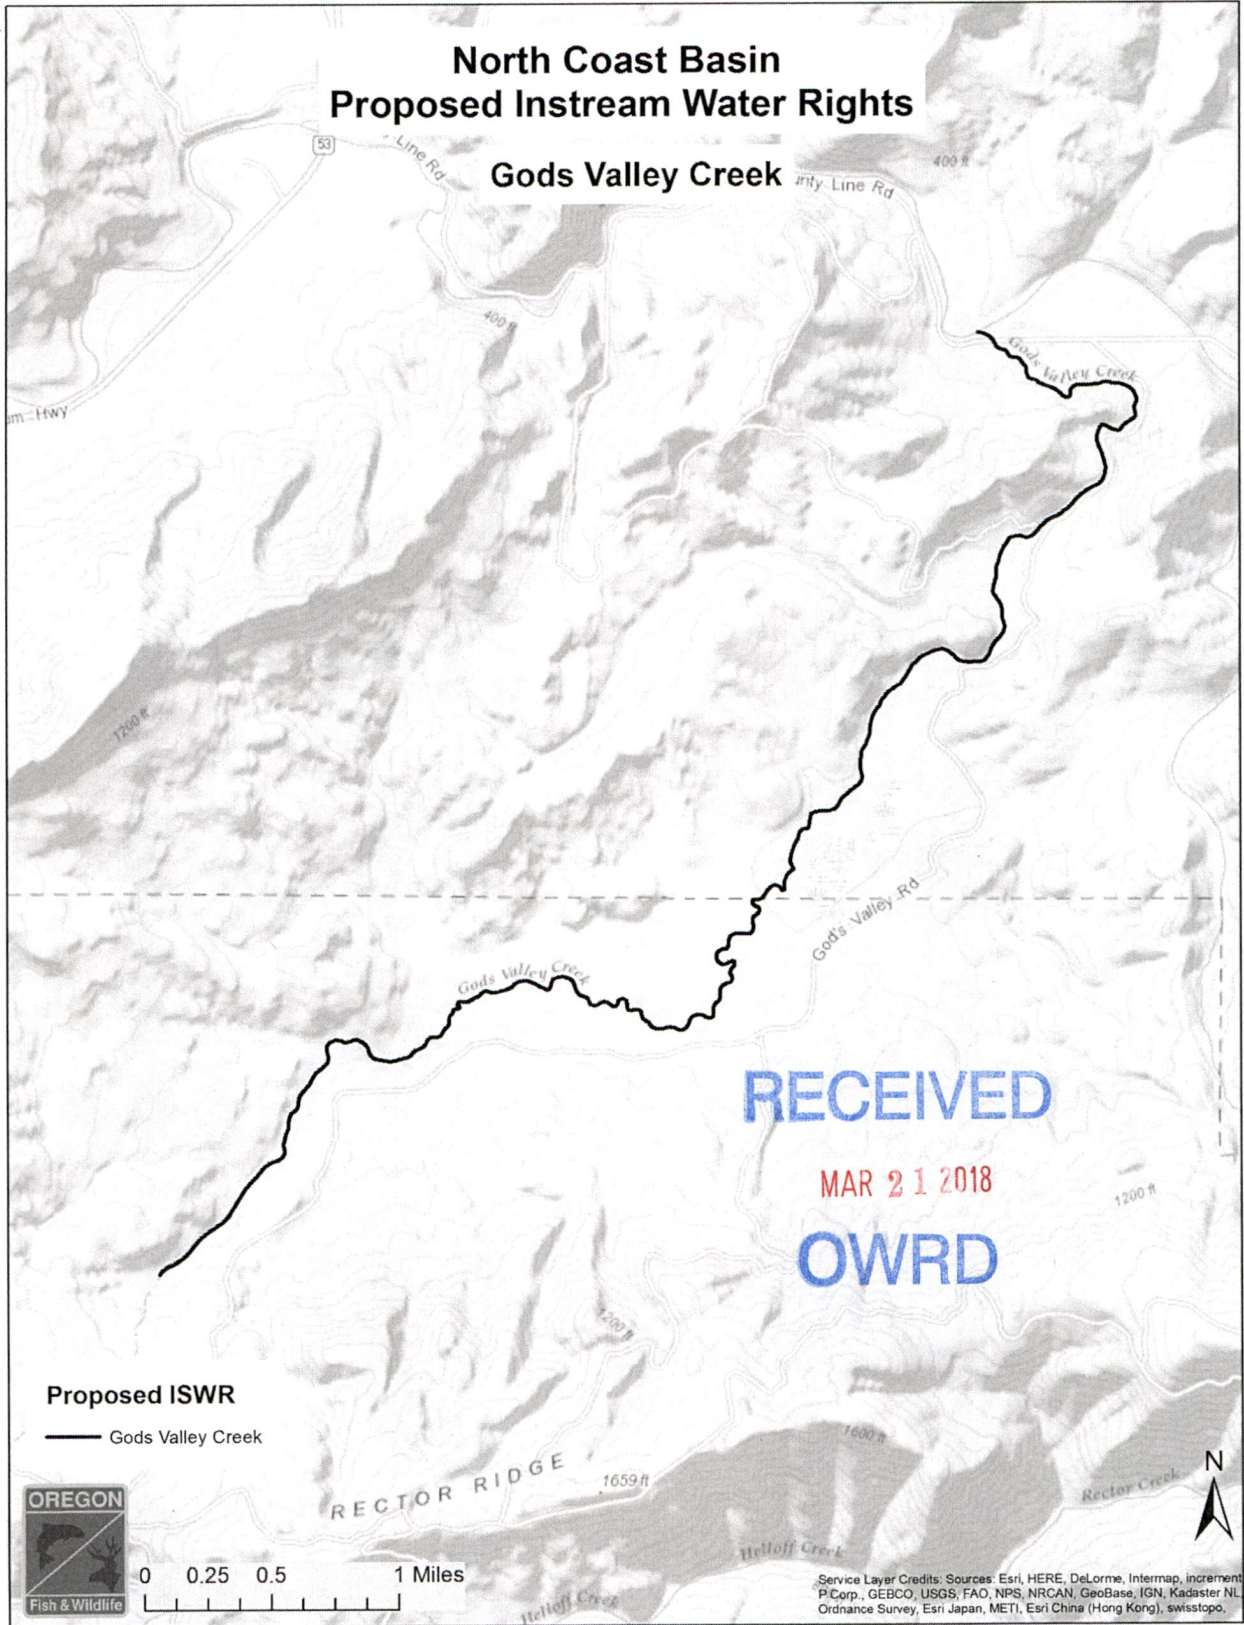 North Coast Basin
Proposed Instream Water Rights
Gods Valley Creek
53
Line Rd
nty Line Rd
400 ft
400 ft
Gods Valley Creek
Hwy
1200 ft
God's Valley Rd
Gods Valley Creek
RECEIVED
MAR 21 2018
OWRD
1200 ft
1200 ft
Proposed ISWR
Gods Valley Creek
1600 ft
RECTOR RIDGE
1659 ft
Rector Creek
N
OREGON
Fish & Wildlife
0 0.25 0.5 1 Miles
Helloff Creek
Helloff Creek
Service Layer Credits: Sources: Esri, HERE, DeLorme, Intermap, increment
P Corp., GEBCO, USGS, FAO, NPS, NRCAN, GeoBase, IGN, Kadaster NL,
Ordnance Survey, Esri Japan, METI, Esri China (Hong Kong), swisstopo,